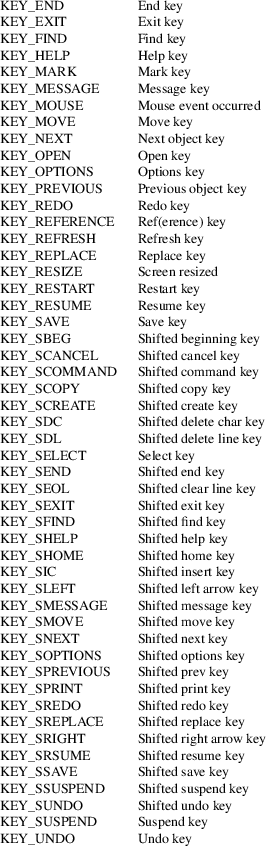 KEY_END End key
KEY_EXIT Exit key
KEY_FIND Find key
KEY_HELP Help key
KEY_MARK Mark key
KEY_MESSAGE Message key
KEY_MOUSE Mouse event occurred
KEY_MOVE Move key
KEY_NEXT Next object key
KEY_OPEN Open key
KEY_OPTIONS Options key
KEY_PREVIOUS Previous object key
KEY_REDO Redo key
KEY_REFERENCE Ref(erence) key
KEY_REFRESH Refresh key
KEY_REPLACE Replace key
KEY_RESIZE Screen resized
KEY_RESTART Restart key
KEY_RESUME Resume key
KEY_SAVE Save key
KEY_SBEG Shifted beginning key
KEY_SCANCEL Shifted cancel key
KEY_SCOMMAND Shifted command key
KEY_SCOPY Shifted copy key
KEY_SCREATE Shifted create key
KEY_SDC Shifted delete char key
KEY_SDL Shifted delete line key
KEY_SELECT Select key
KEY_SEND Shifted end key
KEY_SEOL Shifted clear line key
KEY_SEXIT Shifted exit key
KEY_SFIND Shifted find key
KEY_SHELP Shifted help key
KEY_SHOME Shifted home key
KEY_SIC Shifted insert key
KEY_SLEFT Shifted left arrow key
KEY_SMESSAGE Shifted message key
KEY_SMOVE Shifted move key
KEY_SNEXT Shifted next key
KEY_SOPTIONS Shifted options key
KEY_SPREVIOUS Shifted prev key
KEY_SPRINT Shifted print key
KEY_SREDO Shifted redo key
KEY_SREPLACE Shifted replace key
KEY_SRIGHT Shifted right arrow key
KEY_SRSUME Shifted resume key
KEY_SSAVE Shifted save key
KEY_SSUSPEND Shifted suspend key
KEY_SUNDO Shifted undo key
KEY_SUSPEND Suspend key
KEY_UNDO Undo key